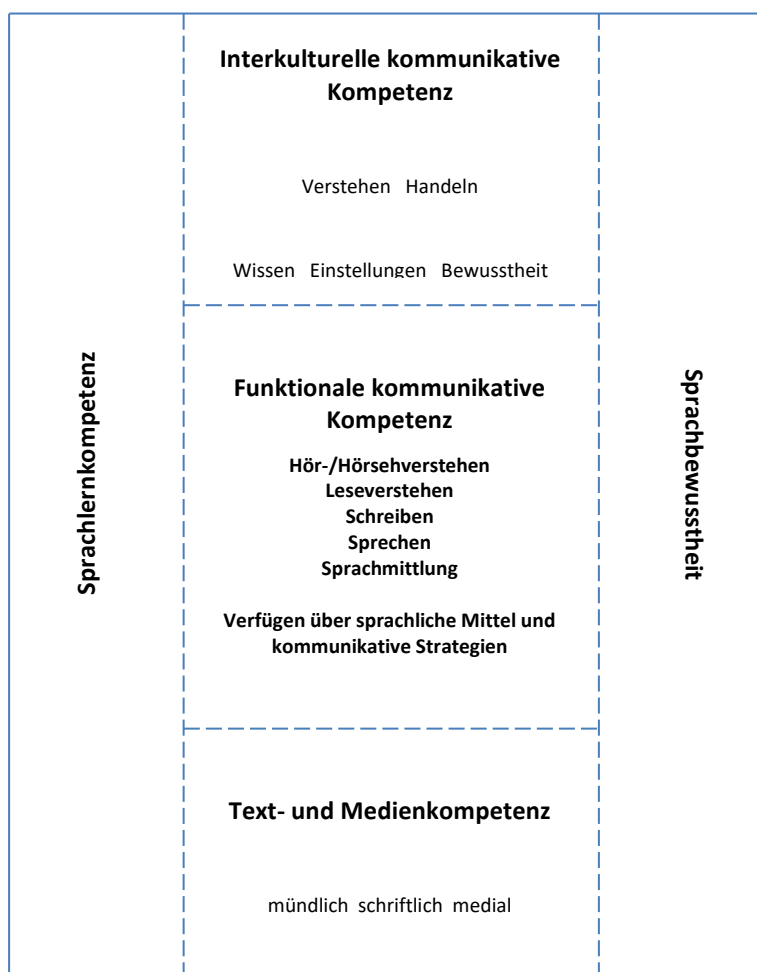 Interkulturelle kommunikative
Kompetenz
Verstehen Handeln
Wissen Einstellungen Bewusstheit
Sprachlernkompetenz
Funktionale kommunikative
Kompetenz
Hör-/Hörsehverstehen
Leseverstehen
Schreiben
Sprechen
Sprachmittlung
Verfügen über sprachliche Mittel und
kommunikative Strategien
Sprachbewusstheit
Text- und Medienkompetenz
mündlich schriftlich medial